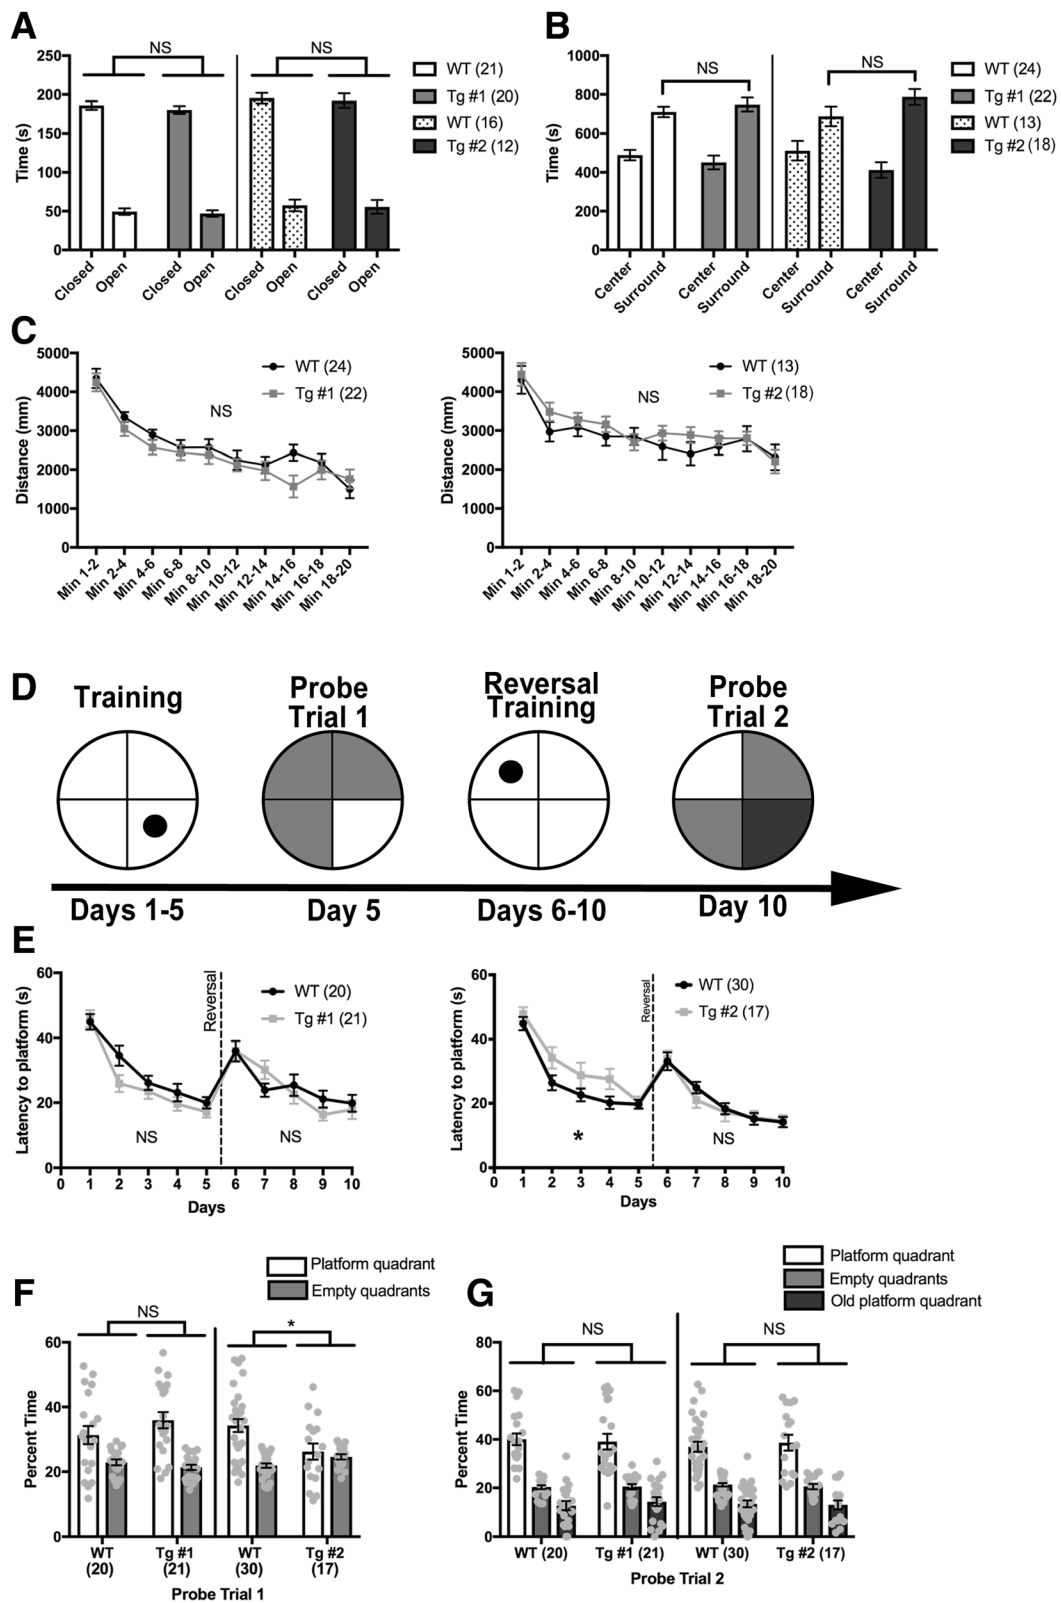 A
NS
NS
250
200
150
100
50
0
Time (s)
Closed
Open
Closed
Open
Closed
Open
Closed
Open
WT (21)
Tg #1 (20)
WT (16)
Tg #2 (12)
B
NS
NS
1000
800
600
400
200
0
Time (s)
Center
Surround
Center
Surround
Center
Surround
Center
Surround
WT (24)
Tg #1 (22)
WT (13)
Tg #2 (18)
C
5000
4000
3000
2000
1000
0
Distance (mm)
WT (24)
Tg #1 (22)
NS
Min 1-2
Min 2-4
Min 4-6
Min 6-8
Min 8-10
Min 10-12
Min 12-14
Min 14-16
Min 16-18
Min 18-20
5000
4000
3000
2000
1000
0
Distance (mm)
WT (13)
Tg #2 (18)
NS
Min 1-2
Min 2-4
Min 4-6
Min 6-8
Min 8-10
Min 10-12
Min 12-14
Min 14-16
Min 16-18
Min 18-20
D
Training
Probe
Trial 1
Reversal
Training
Probe
Trial 2
Days 1-5
Day 5
Days 6-10
Day 10
E
60
40
20
0
Latency to platform (s)
Reversal
WT (20)
Tg #1 (21)
NS
NS
0 1 2 3 4 5 6 7 8 9 10
Days
60
40
20
0
Latency to platform (s)
Reversal
WT (30)
Tg #2 (17)
*
NS
0 1 2 3 4 5 6 7 8 9 10
Days
F
Platform quadrant
Empty quadrants
NS
*
60
40
20
0
Percent Time
WT
(20)
Tg #1
(21)
WT
(30)
Tg #2
(17)
Probe Trial 1
G
Platform quadrant
Empty quadrants
Old platform quadrant
NS
NS
80
60
40
20
0
Percent Time
WT (20)
Tg #1 (21)
WT (30)
Tg #2 (17)
Probe Trial 2